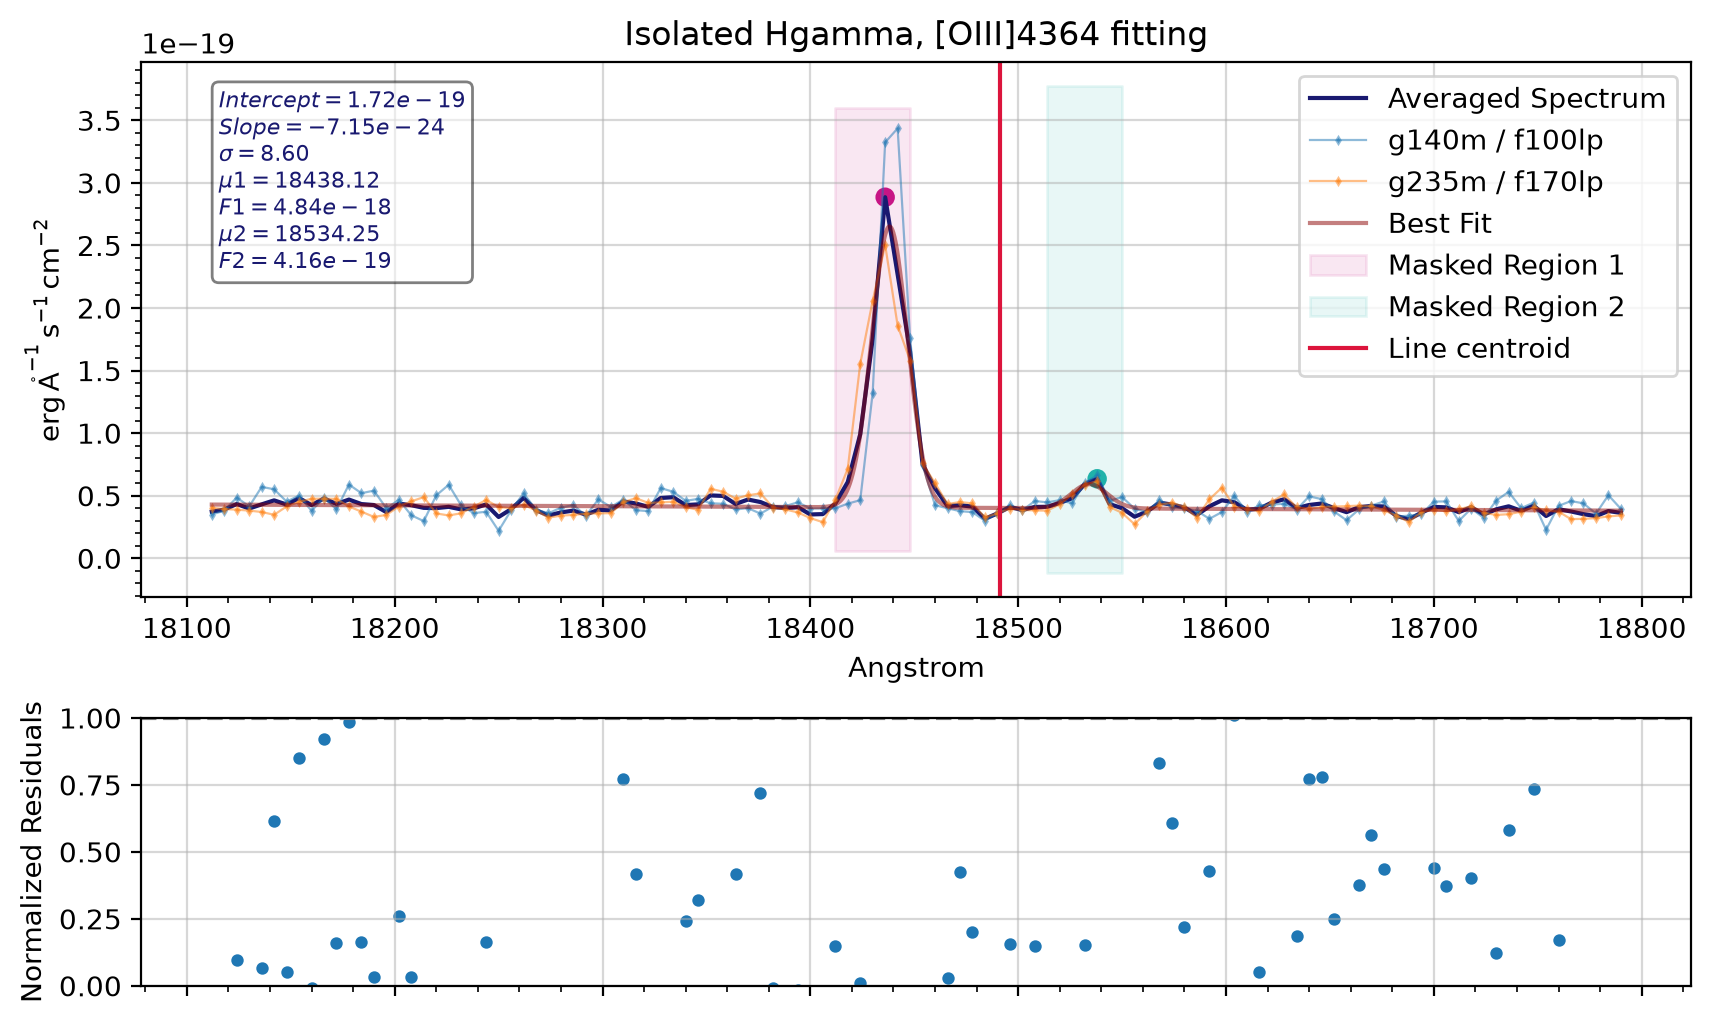 Isolated Hgamma, [OIII]4364 fitting
1e−19
Intercept = 1.72e − 19
Slope = −7.15e − 24
σ = 8.60
μ1 = 18438.12
F1 = 4.84e − 18
μ2 = 18534.25
F2 = 4.16e − 19
Averaged Spectrum
g140m / f100lp
g235m / f170lp
Best Fit
Masked Region 1
Masked Region 2
Line centroid
erg Å⁻¹ s⁻¹ cm⁻²
3.5
3.0
2.5
2.0
1.5
1.0
0.5
0.0
18100 18200 18300 18400 18500 18600 18700 18800
Angstrom
Normalized Residuals
1.00
0.75
0.50
0.25
0.00